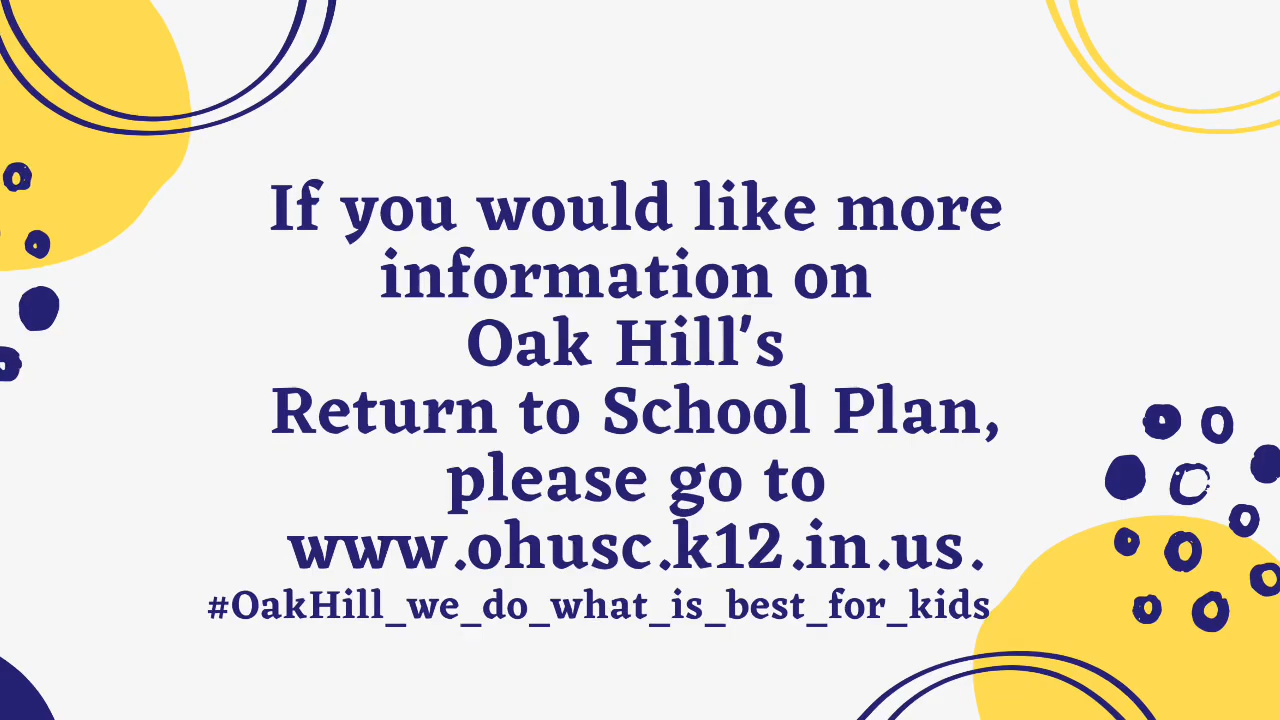 If you would like more
information on
Oak Hill's
Return to School Plan,
please go to
www.ohusc.k12.in.us.
#OakHill_we_do_what_is_best_for_kids